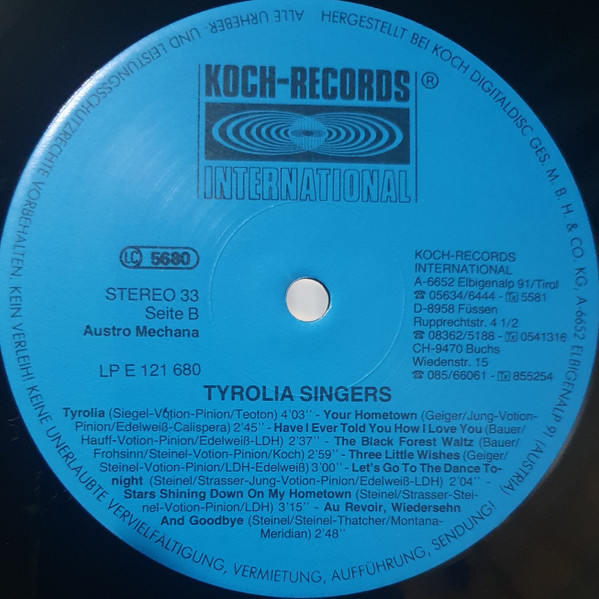 ALLE URHEBER- UND LEISTUNGSSCHUTZRECHTE VORBEHALTEN. KEIN VERLEIH! KEINE UNERLAUBTE VERVIELFÄLTIGUNG, VERMIETUNG, AUFFÜHRUNG, SENDUNG!
HERGESTELLT BEI KOCH DIGITALDISC GES. M. B. H. & CO. KG, A-6652 ELBIGENALP 91 (AUSTRIA)
KOCH-RECORDS ®
INTERNATIONAL
LC 5680
STEREO 33
Seite B
Austro Mechana
LP E 121 680
KOCH-RECORDS
INTERNATIONAL
A-6652 Elbigenalp 91/Tirol
☎ 05634/6444 - Tx 5581
D-8958 Füssen
Rupprechtstr. 4 1/2
☎ 08362/5188 - Tx 0541316
CH-9470 Buchs
Wiedenstr. 15
☎ 085/66061 - Tx 855254
TYROLIA SINGERS
Tyrolia (Siegel-Votion-Pinion/Teoton) 4'03'' - Your Hometown (Geiger/Jung-Votion-
Pinion/Edelweiß-Calispera) 2'45'' - Have I Ever Told You How I Love You (Bauer/
Hauff-Votion-Pinion/Edelweiß-LDH) 2'37'' - The Black Forest Waltz (Bauer/
Frohsinn/Steinel-Votion-Pinion/Koch) 2'59'' - Three Little Wishes (Geiger/
Steinel-Votion-Pinion/LDH-Edelweiß) 3'00'' - Let's Go To The Dance To-
night (Steinel/Strasser-Jung-Votion-Pinion/Edelweiß-LDH) 2'04'' -
Stars Shining Down On My Hometown (Steinel/Strasser-Stei-
nel-Votion-Pinion/LDH) 3'15'' - Au Revoir, Wiedersehn
And Goodbye (Steinel/Steinel-Thatcher/Montana-
Meridian) 2'48''